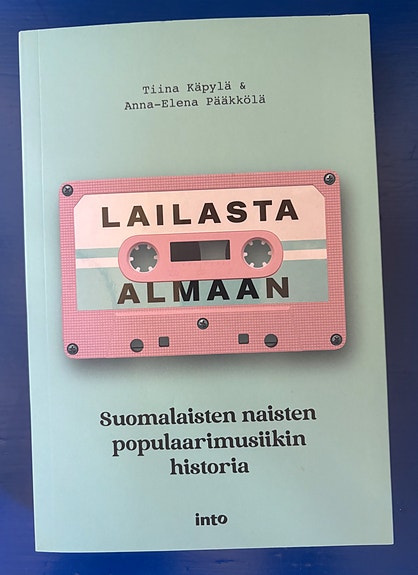 Tiina Käpylä &
Anna-Elena Pääkkölä
LAILASTA
ALMAAN
Suomalaisten naisten
populaarimusiikin
historia
into